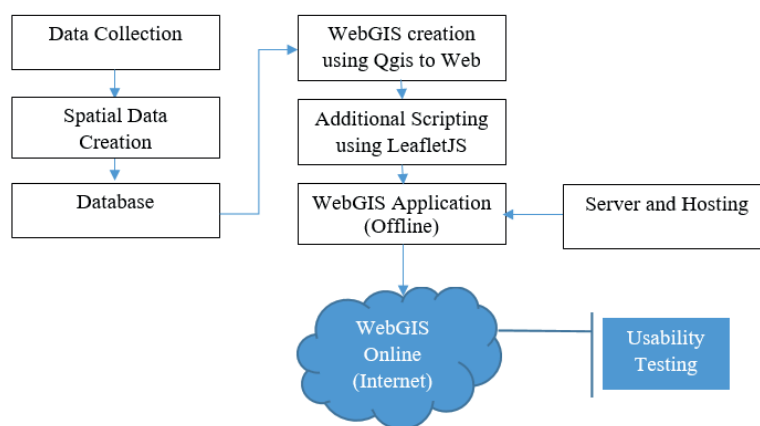 Data Collection
Spatial Data
Creation
Database
WebGIS creation
using Qgis to Web
Additional Scripting
using LeafletJS
WebGIS Application
(Offline)
Server and Hosting
WebGIS
Online
(Internet)
Usability
Testing